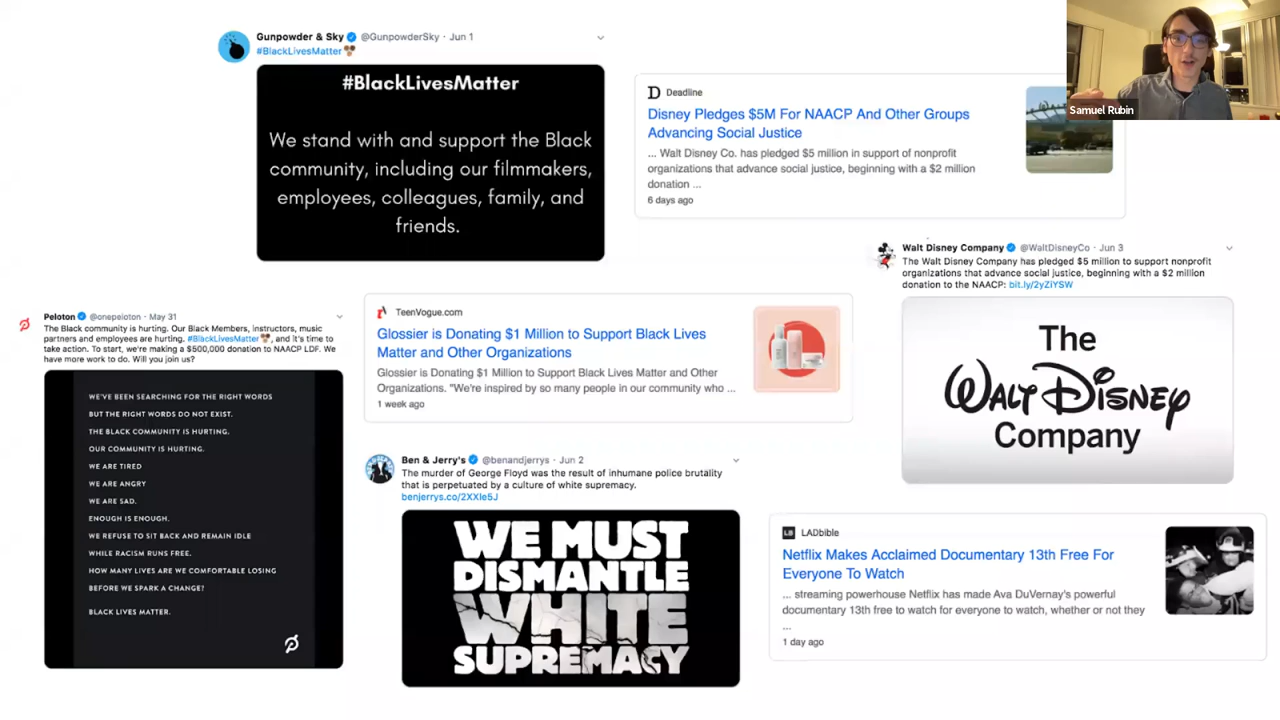 Gunpowder & Sky @GunpowderSky · Jun 1
#BlackLivesMatter
#BlackLivesMatter
We stand with and support the Black
community, including our filmmakers,
employees, colleagues, family, and
friends.
D Deadline
Disney Pledges $5M For NAACP And Other Groups
Advancing Social Justice
... Walt Disney Co. has pledged $5 million in support of nonprofit
organizations that advance social justice, beginning with a $2 million
donation ...
6 days ago
Samuel Rubin
Walt Disney Company @WaltDisneyCo · Jun 3
The Walt Disney Company has pledged $5 million to support nonprofit
organizations that advance social justice, beginning with a $2 million
donation to the NAACP: bit.ly/2yZiYSW
The
WALT DISNEY
Company
Peloton @onepeloton · May 31
The Black community is hurting. Our Black Members, instructors, music
partners and employees are hurting. #BlackLivesMatter, and it's time to
take action. To start, we're making a $500,000 donation to NAACP LDF. We
have more work to do. Will you join us?
WE'VE BEEN SEARCHING FOR THE RIGHT WORDS
BUT THE RIGHT WORDS DO NOT EXIST.
THE BLACK COMMUNITY IS HURTING.
OUR COMMUNITY IS HURTING.
WE ARE TIRED
WE ARE ANGRY
WE ARE SAD.
ENOUGH IS ENOUGH.
WE REFUSE TO SIT BACK AND REMAIN IDLE
WHILE RACISM RUNS FREE.
HOW MANY LIVES ARE WE COMFORTABLE LOSING
BEFORE WE SPARK A CHANGE?
BLACK LIVES MATTER.
TeenVogue.com
Glossier is Donating $1 Million to Support Black Lives
Matter and Other Organizations
Glossier is Donating $1 Million to Support Black Lives Matter and Other
Organizations. "We're inspired by so many people in our community who ...
1 week ago
Ben & Jerry's @benandjerrys · Jun 2
The murder of George Floyd was the result of inhumane police brutality
that is perpetuated by a culture of white supremacy.
benjerrys.co/2XXIe5J
WE MUST
DISMANTLE
WHITE
SUPREMACY
LB LADbible
Netflix Makes Acclaimed Documentary 13th Free For
Everyone To Watch
... streaming powerhouse Netflix has made Ava DuVernay's powerful
documentary 13th free to watch for everyone to watch, whether or not they
...
1 day ago